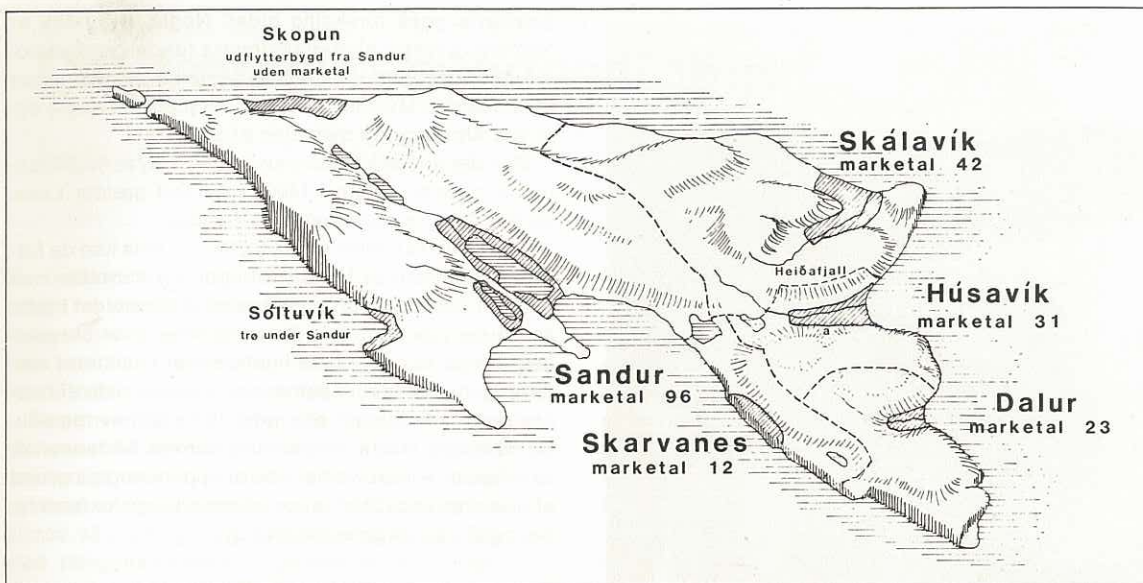 Skopun
udflytterbygd fra Sandur
uden marketal
Skálavík
marketal 42
Heiðafjall
Húsavík
marketal 31
a
Søltuvík
trø under Sandur
Sandur
marketal 96
Dalur
marketal 23
Skarvanes
marketal 12